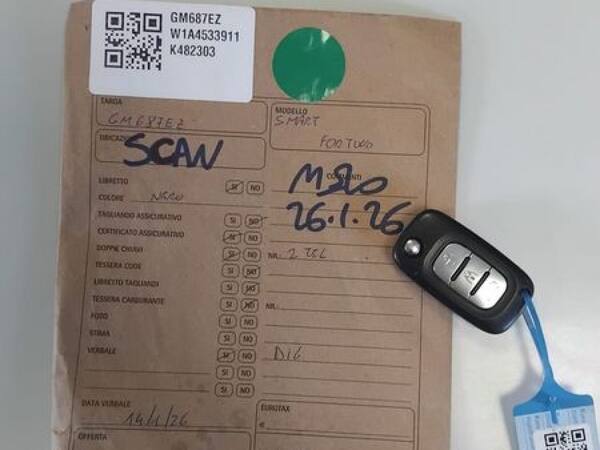 GM687EZ
W1A4533911
K482303
TARGA
GM687EZ
MODELLO
SMART
FORTWO
UBICAZIONE
SCAN
COMMENTI
LIBRETTO SI NO
COLORE NERO
26.1.26
TAGLIANDO ASSICURATIVO SI NO
CERTIFICATO ASSICURATIVO SI NO
DOPPIE CHIAVI SI NO NR. 2 TEL
TESSERA CODE SI NO
LIBRETTO TAGLIANDI SI NO
TESSERA CARBURANTE SI NO NR.
FOTO SI NO
STIMA SI NO
VERBALE SI NO DIG
SI NO
SI NO
DATA VERBALE
14/1/26
EUROTAX
€
OFFERTA